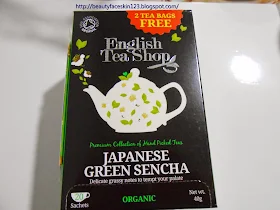 http://beautyfaceskin123.blogspot.com/
2 TEA BAGS
FREE
English
Tea Shop
Premium Collection of Hand Picked Teas
JAPANESE
GREEN SENCHA
Delicate grassy notes to tempt your palate
Sachets
ORGANIC
Net wt.
40g